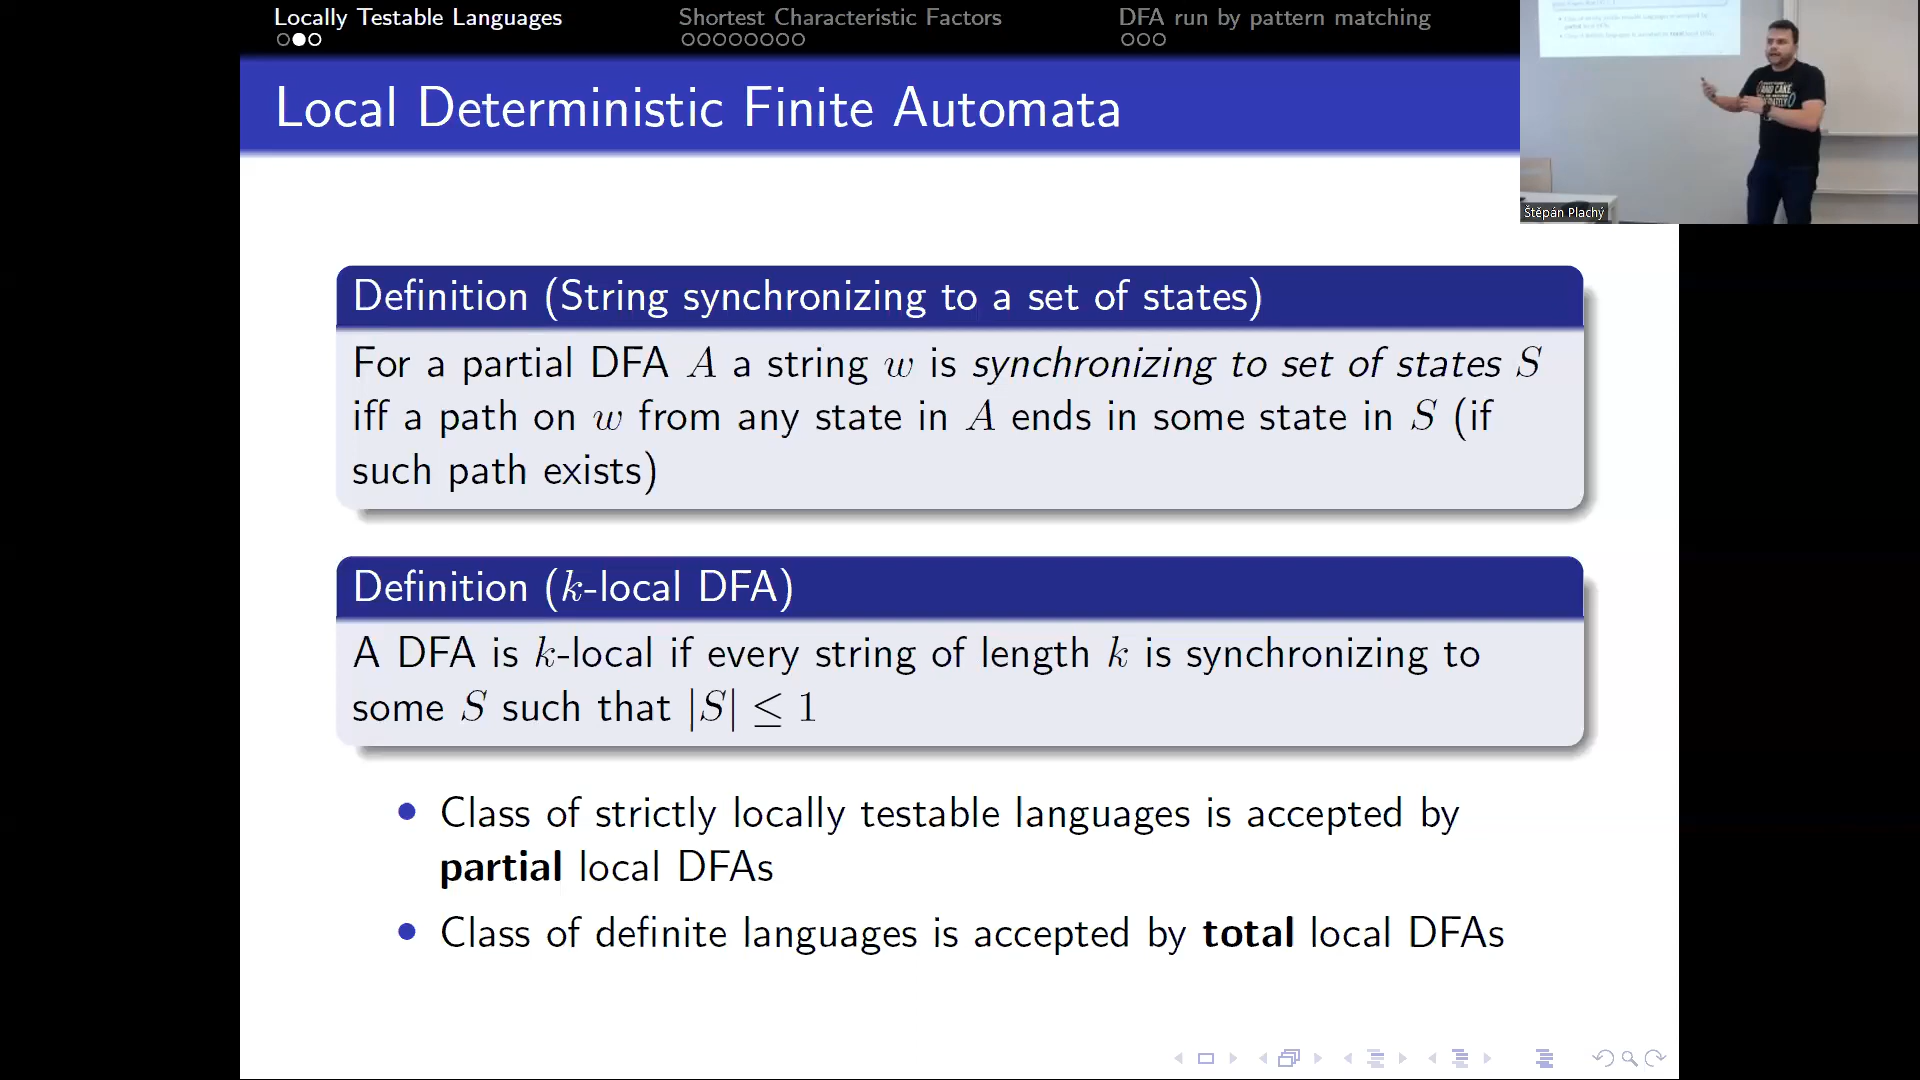 Locally Testable Languages
Shortest Characteristic Factors
DFA run by pattern matching
Local Deterministic Finite Automata
Štěpán Plachý
Definition (String synchronizing to a set of states)
For a partial DFA A a string w is synchronizing to set of states S
iff a path on w from any state in A ends in some state in S (if
such path exists)
Definition (k-local DFA)
A DFA is k-local if every string of length k is synchronizing to
some S such that |S| ≤ 1
• Class of strictly locally testable languages is accepted by
partial local DFAs
• Class of definite languages is accepted by total local DFAs